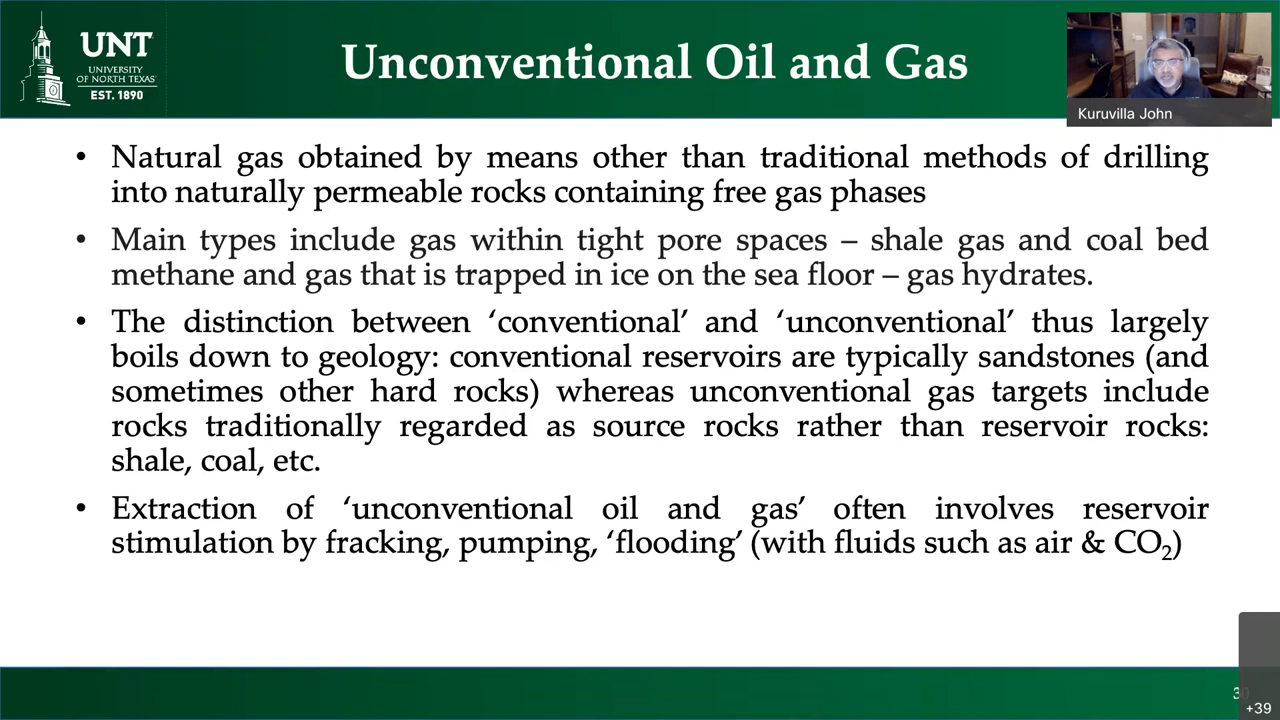 UNT
UNIVERSITY
OF NORTH TEXAS
EST. 1890
Unconventional Oil and Gas
Kuruvilla John
• Natural gas obtained by means other than traditional methods of drilling
into naturally permeable rocks containing free gas phases
• Main types include gas within tight pore spaces – shale gas and coal bed
methane and gas that is trapped in ice on the sea floor – gas hydrates.
• The distinction between ‘conventional’ and ‘unconventional’ thus largely
boils down to geology: conventional reservoirs are typically sandstones (and
sometimes other hard rocks) whereas unconventional gas targets include
rocks traditionally regarded as source rocks rather than reservoir rocks:
shale, coal, etc.
• Extraction of ‘unconventional oil and gas’ often involves reservoir
stimulation by fracking, pumping, ‘flooding’ (with fluids such as air & CO₂)
+39